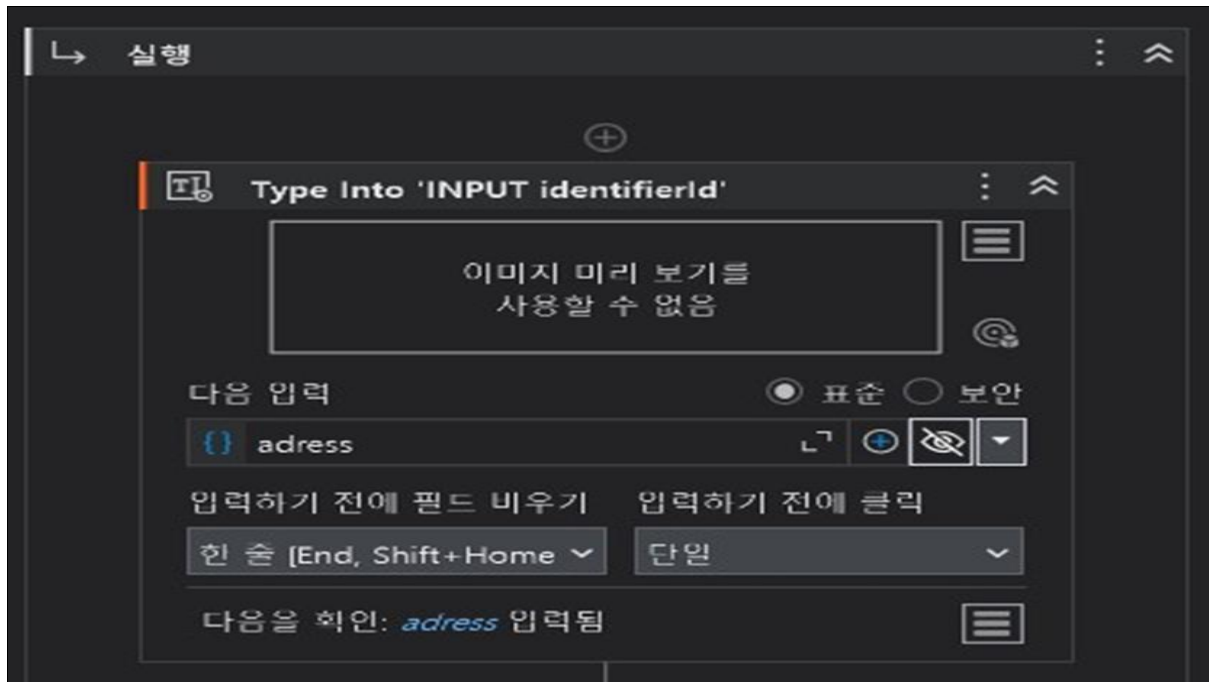 실행
Type Into 'INPUT identifierId'
이미지 미리 보기를
사용할 수 없음
다음 입력 표준 보안
{} adress
입력하기 전에 필드 비우기 입력하기 전에 클릭
한 줄 [End, Shift+Home 단일
다음을 확인: adress 입력됨